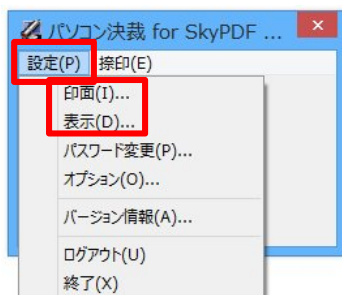 パソコン決裁 for SkyPDF ...
設定(P) 捺印(E)
印面(I)...
表示(D)...
パスワード変更(P)...
オプション(O)...
バージョン情報(A)...
ログアウト(U)
終了(X)